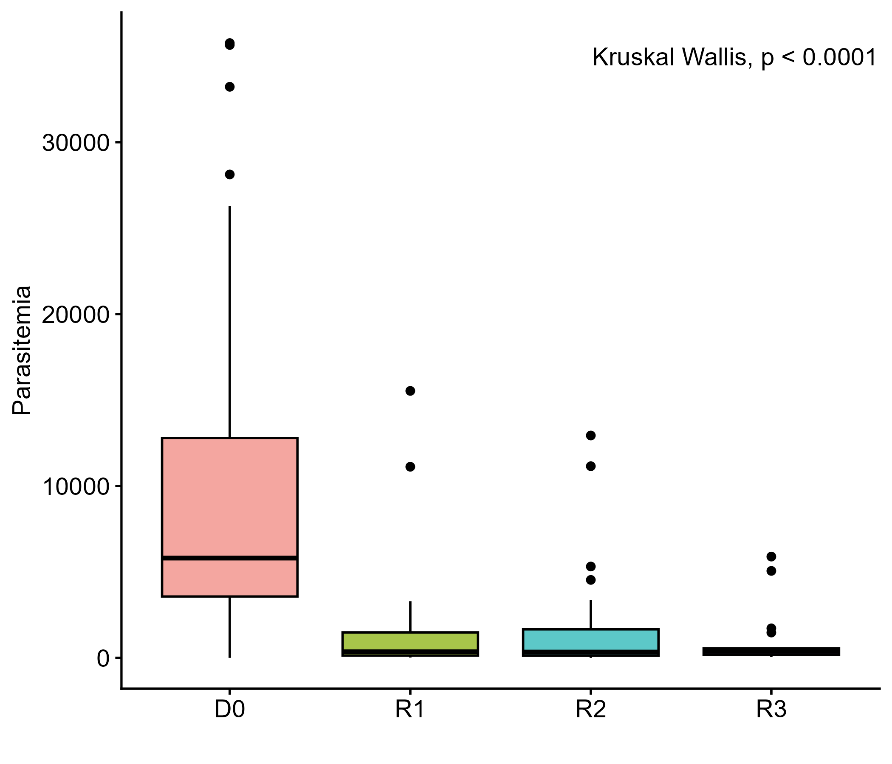 Kruskal Wallis, p < 0.0001
Parasitemia
30000
20000
10000
0
D0
R1
R2
R3